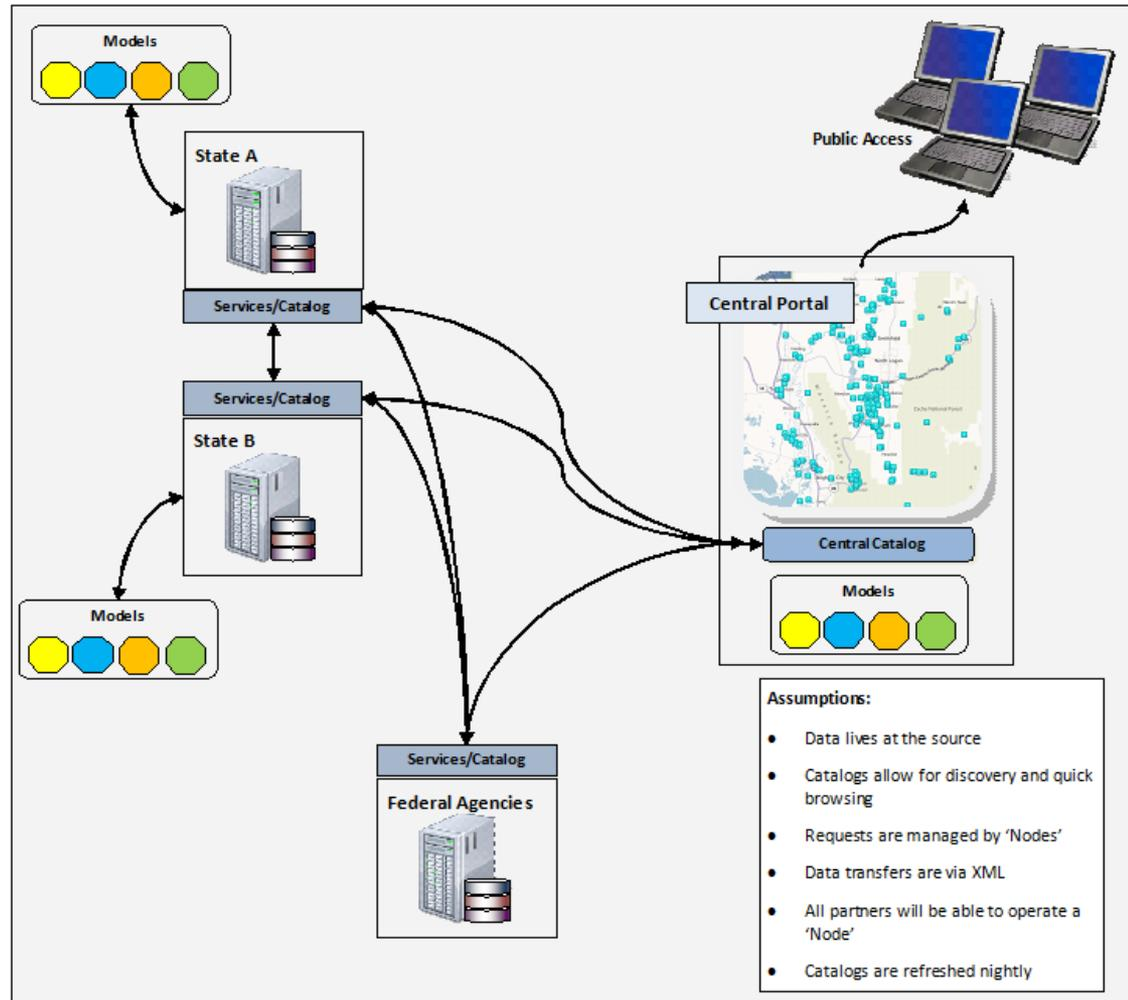 Models
State A
Services/Catalog
Services/Catalog
State B
Models
Public Access
Central Portal
Central Catalog
Models
Services/Catalog
Federal Agencies
Assumptions:
● Data lives at the source
● Catalogs allow for discovery and quick
browsing
● Requests are managed by ‘Nodes’
● Data transfers are via XML
● All partners will be able to operate a
‘Node’
● Catalogs are refreshed nightly